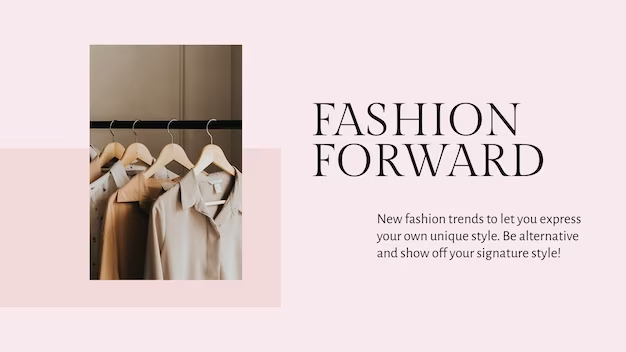 FASHION
FORWARD
New fashion trends to let you express
your own unique style. Be alternative
and show off your signature style!